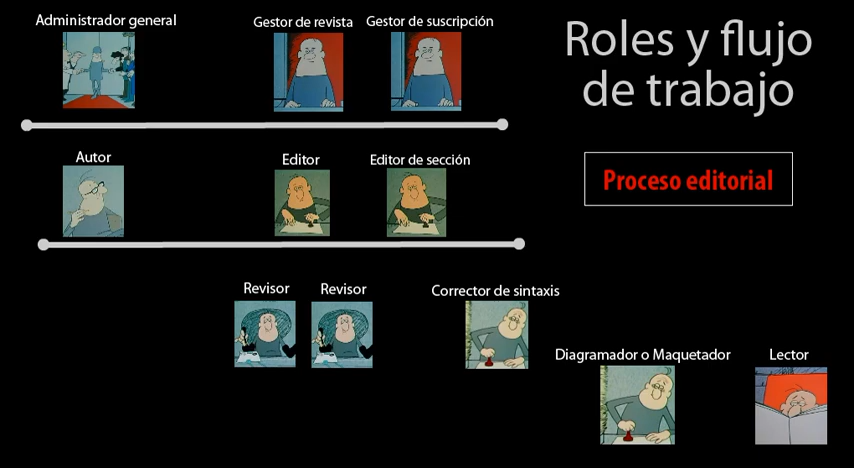 Administrador general
Gestor de revista
Gestor de suscripción
Roles y flujo
de trabajo
Autor
Editor
Editor de sección
Proceso editorial
Revisor
Revisor
Corrector de sintaxis
Diagramador o Maquetador
Lector